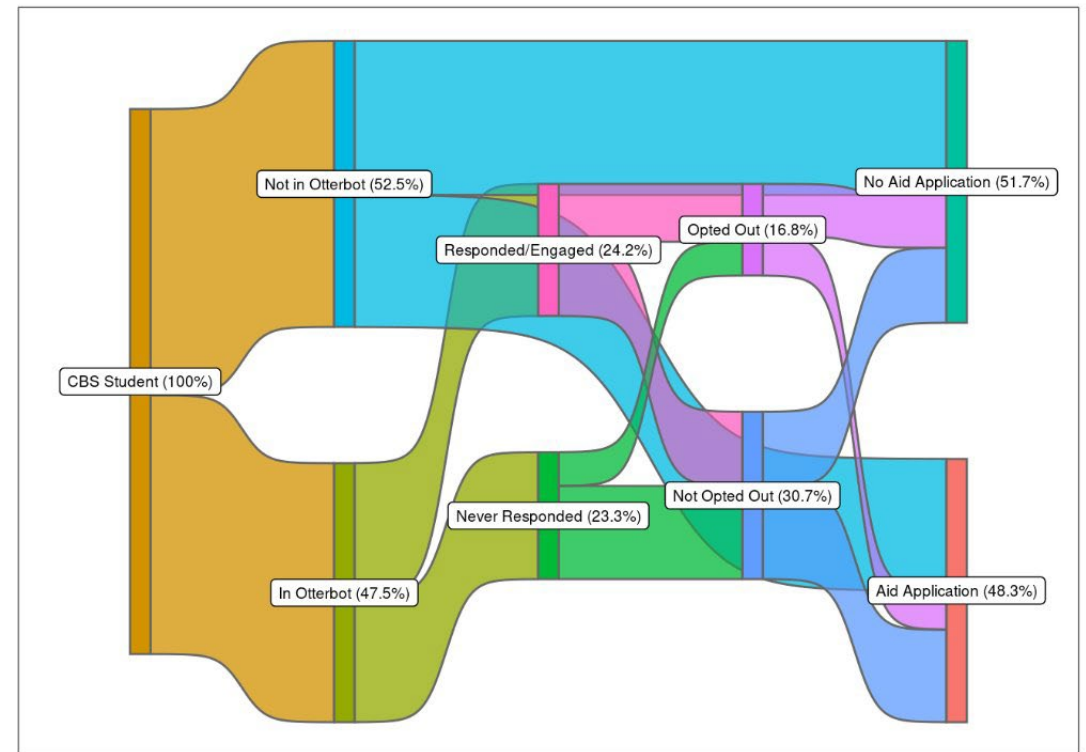 CBS Student (100%)
Not in Otterbot (52.5%)
In Otterbot (47.5%)
Responded/Engaged (24.2%)
Never Responded (23.3%)
Opted Out (16.8%)
Not Opted Out (30.7%)
No Aid Application (51.7%)
Aid Application (48.3%)